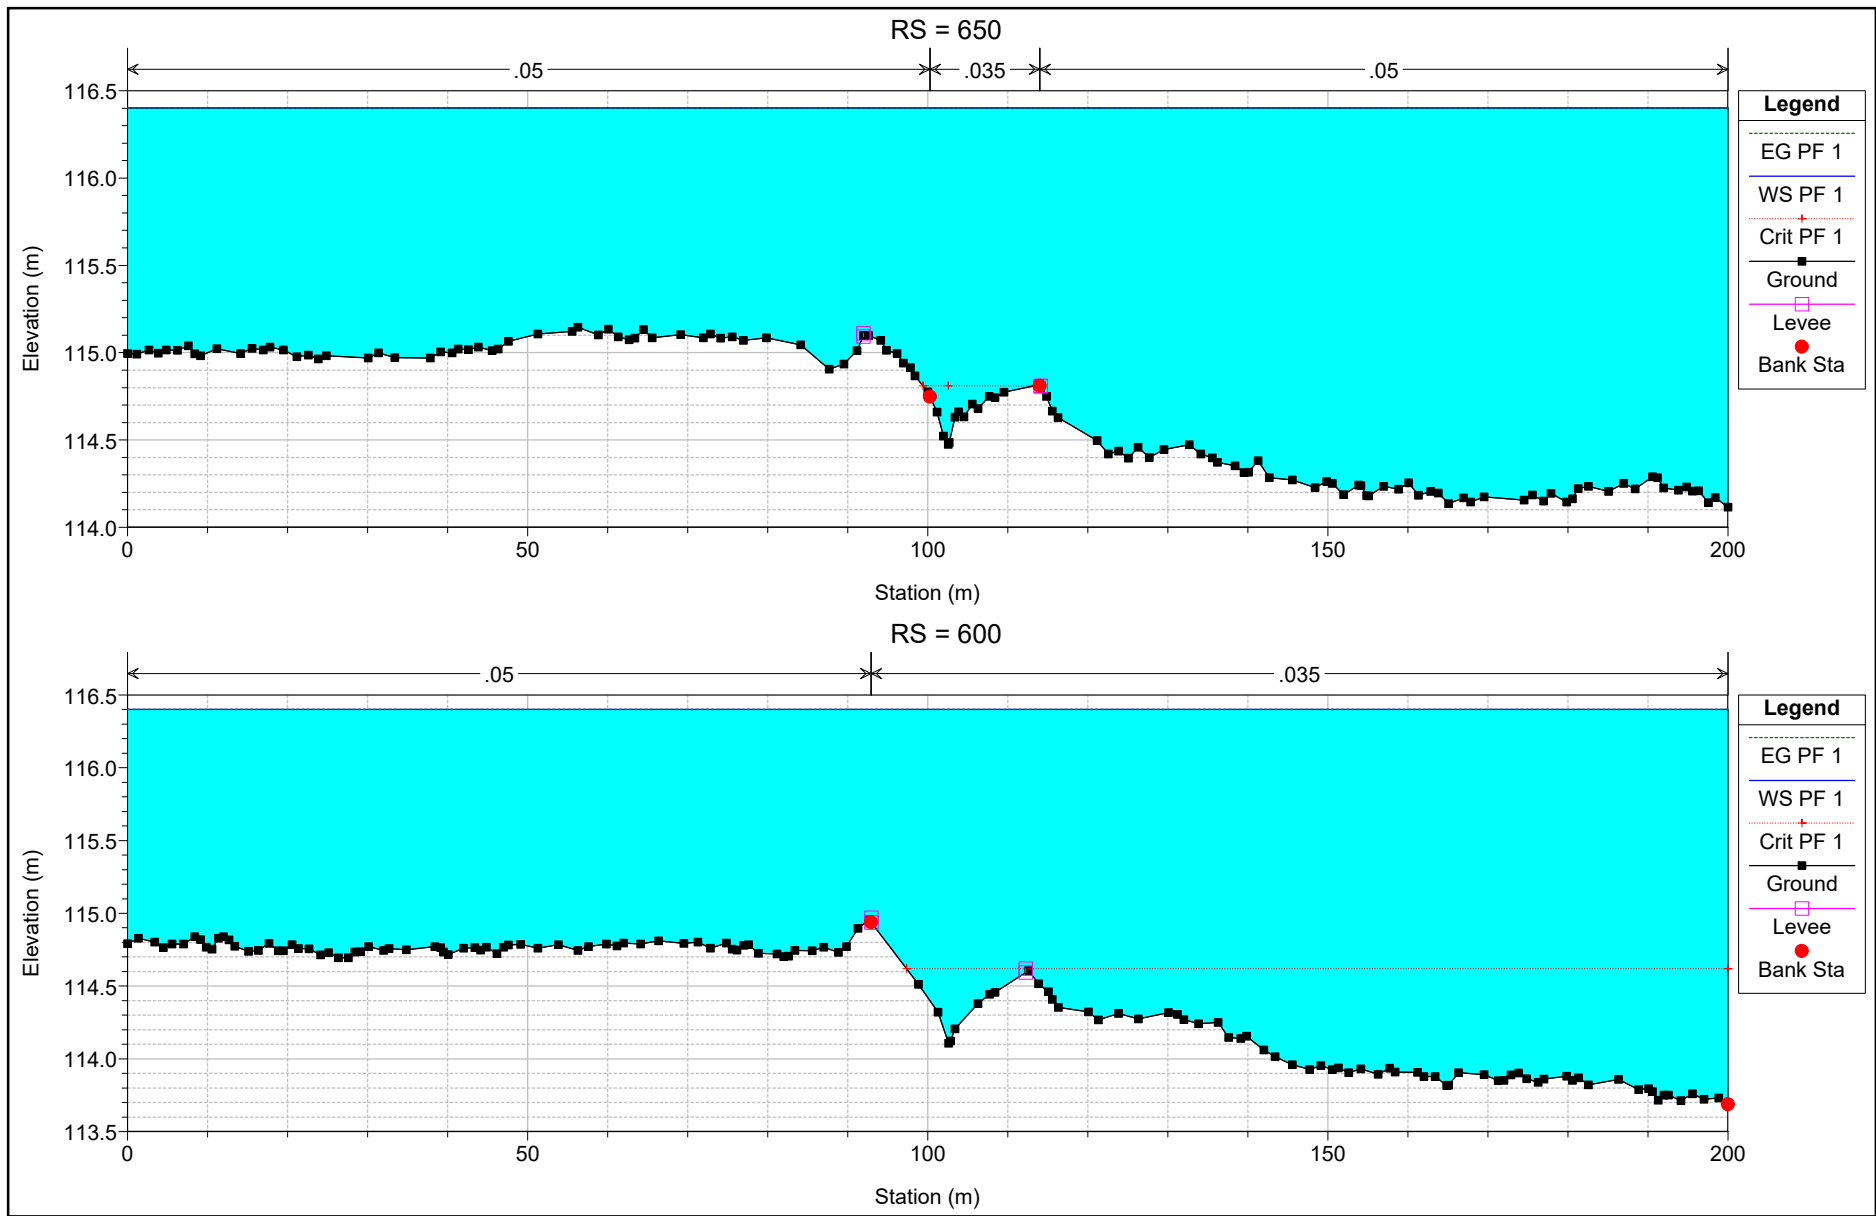 RS = 650
.05 .035 .05
116.5
116.0
115.5
115.0
114.5
114.0
Elevation (m)
0 50 100 150 200
Station (m)
Legend
EG PF 1
WS PF 1
Crit PF 1
Ground
Levee
Bank Sta
RS = 600
.05 .035
116.5
116.0
115.5
115.0
114.5
114.0
113.5
Elevation (m)
0 50 100 150 200
Station (m)
Legend
EG PF 1
WS PF 1
Crit PF 1
Ground
Levee
Bank Sta